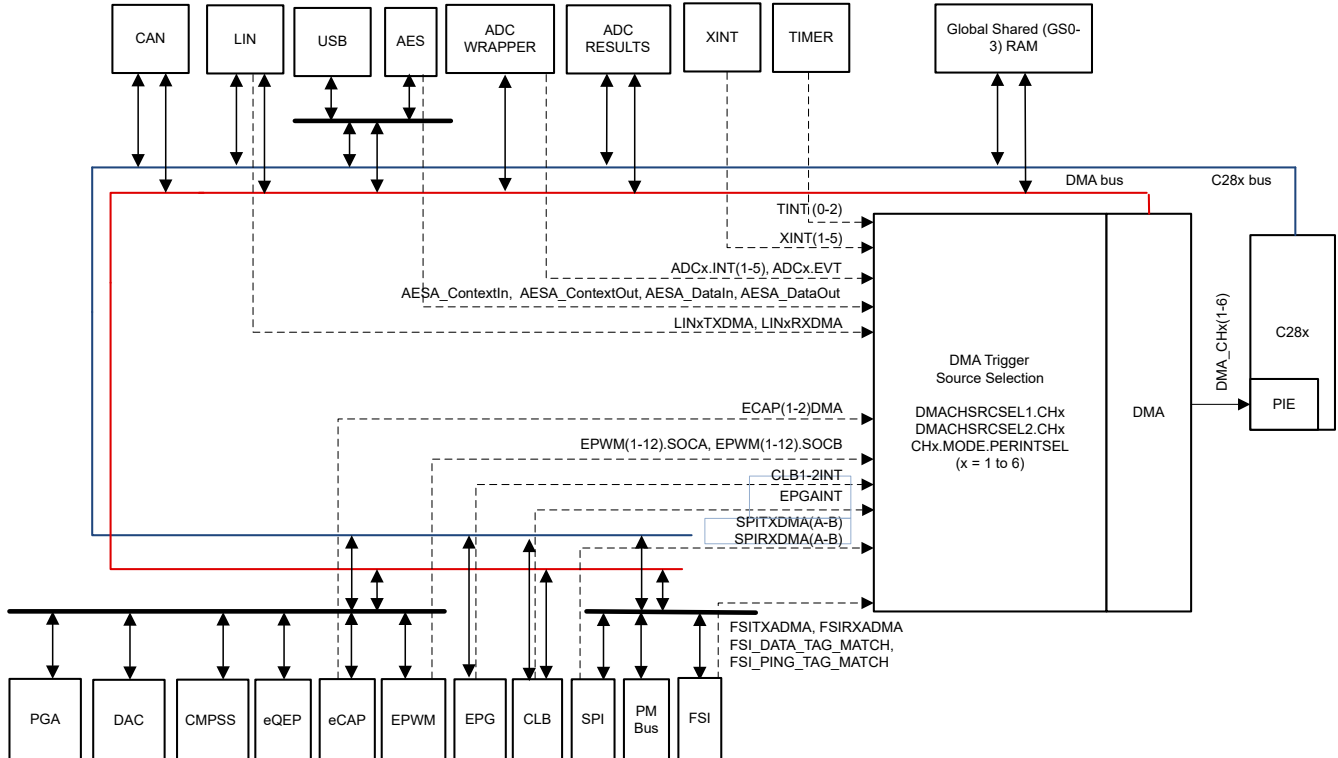 CAN
LIN
USB
AES
ADC
WRAPPER
ADC
RESULTS
XINT
TIMER
Global Shared (GS0-
3) RAM
DMA bus
C28x bus
TINT (0-2)
XINT(1-5)
ADCx.INT(1-5), ADCx.EVT
AESA_ContextIn, AESA_ContextOut, AESA_DataIn, AESA_DataOut
LINxTXDMA, LINxRXDMA
ECAP(1-2)DMA
EPWM(1-12).SOCA, EPWM(1-12).SOCB
CLB1-2INT
EPGAINT
SPITXDMA(A-B)
SPIRXDMA(A-B)
FSITXADMA, FSIRXADMA
FSI_DATA_TAG_MATCH,
FSI_PING_TAG_MATCH
DMA Trigger
Source Selection
DMACHSRCSEL1.CHx
DMACHSRCSEL2.CHx
CHx.MODE.PERINTSEL
(x = 1 to 6)
DMA
DMA_CHx(1-6)
C28x
PIE
PGA
DAC
CMPSS
eQEP
eCAP
EPWM
EPG
CLB
SPI
PM
Bus
FSI